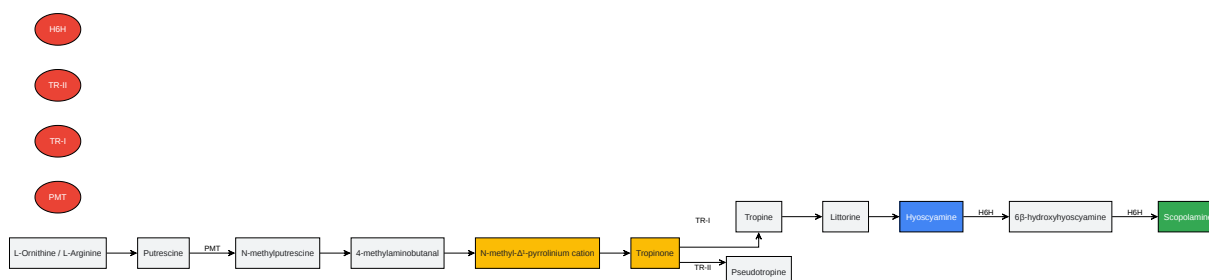 H6H
TR-II
TR-I
PMT
TR-I
Tropine
Littorine
Hyoscyamine
H6H
6β-hydroxyhyoscyamine
H6H
Scopolamine
L-Ornithine / L-Arginine
Putrescine
PMT
N-methylputrescine
4-methylaminobutanal
N-methyl-Δ¹-pyrrolinium cation
Tropinone
TR-II
Pseudotropine